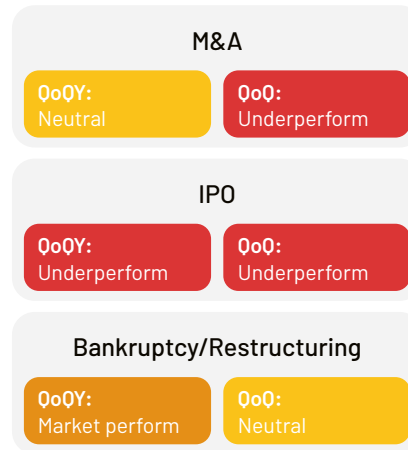 M&A
QoQY:
Neutral
QoQ:
Underperform
IPO
QoQY:
Underperform
QoQ:
Underperform
Bankruptcy/Restructuring
QoQY:
Market perform
QoQ:
Neutral